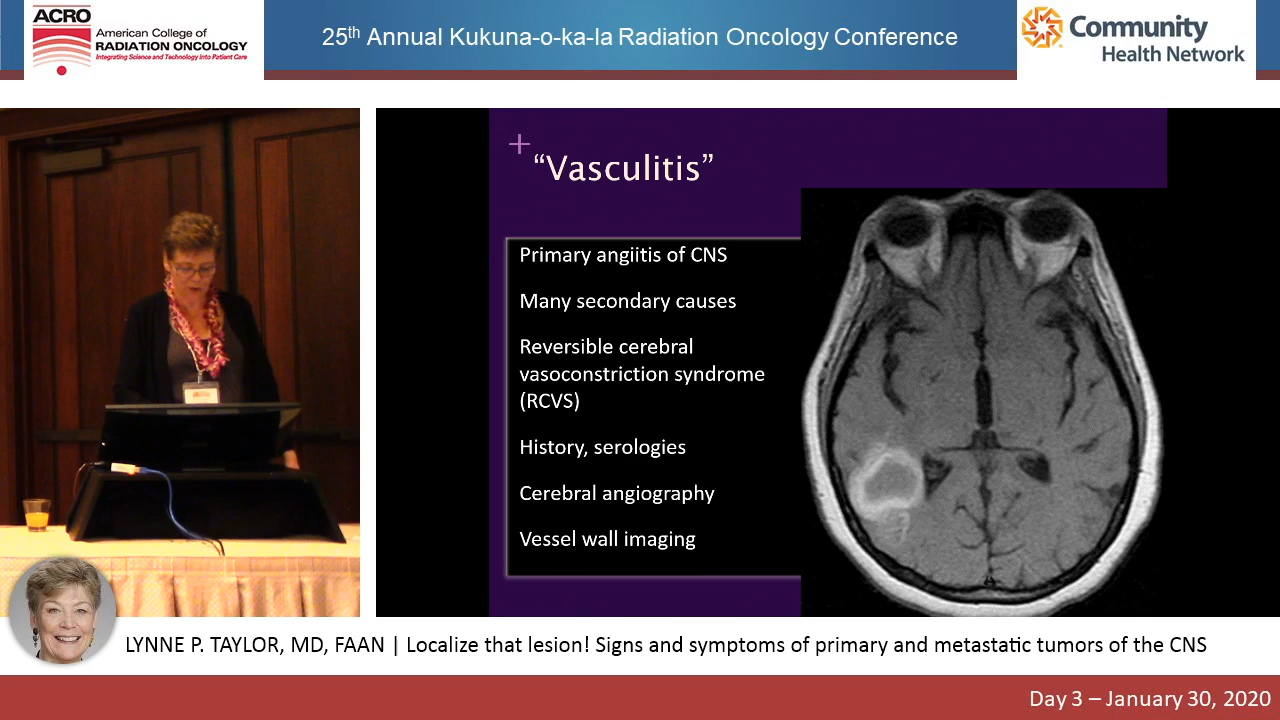 ACRO
American College of
RADIATION ONCOLOGY
Integrating Science and Technology Into Patient Care
25th Annual Kukuna-o-ka-la Radiation Oncology Conference
Community
Health Network
+
“Vasculitis”
Primary angiitis of CNS
Many secondary causes
Reversible cerebral
vasoconstriction syndrome
(RCVS)
History, serologies
Cerebral angiography
Vessel wall imaging
LYNNE P. TAYLOR, MD, FAAN | Localize that lesion! Signs and symptoms of primary and metastatic tumors of the CNS
Day 3 – January 30, 2020